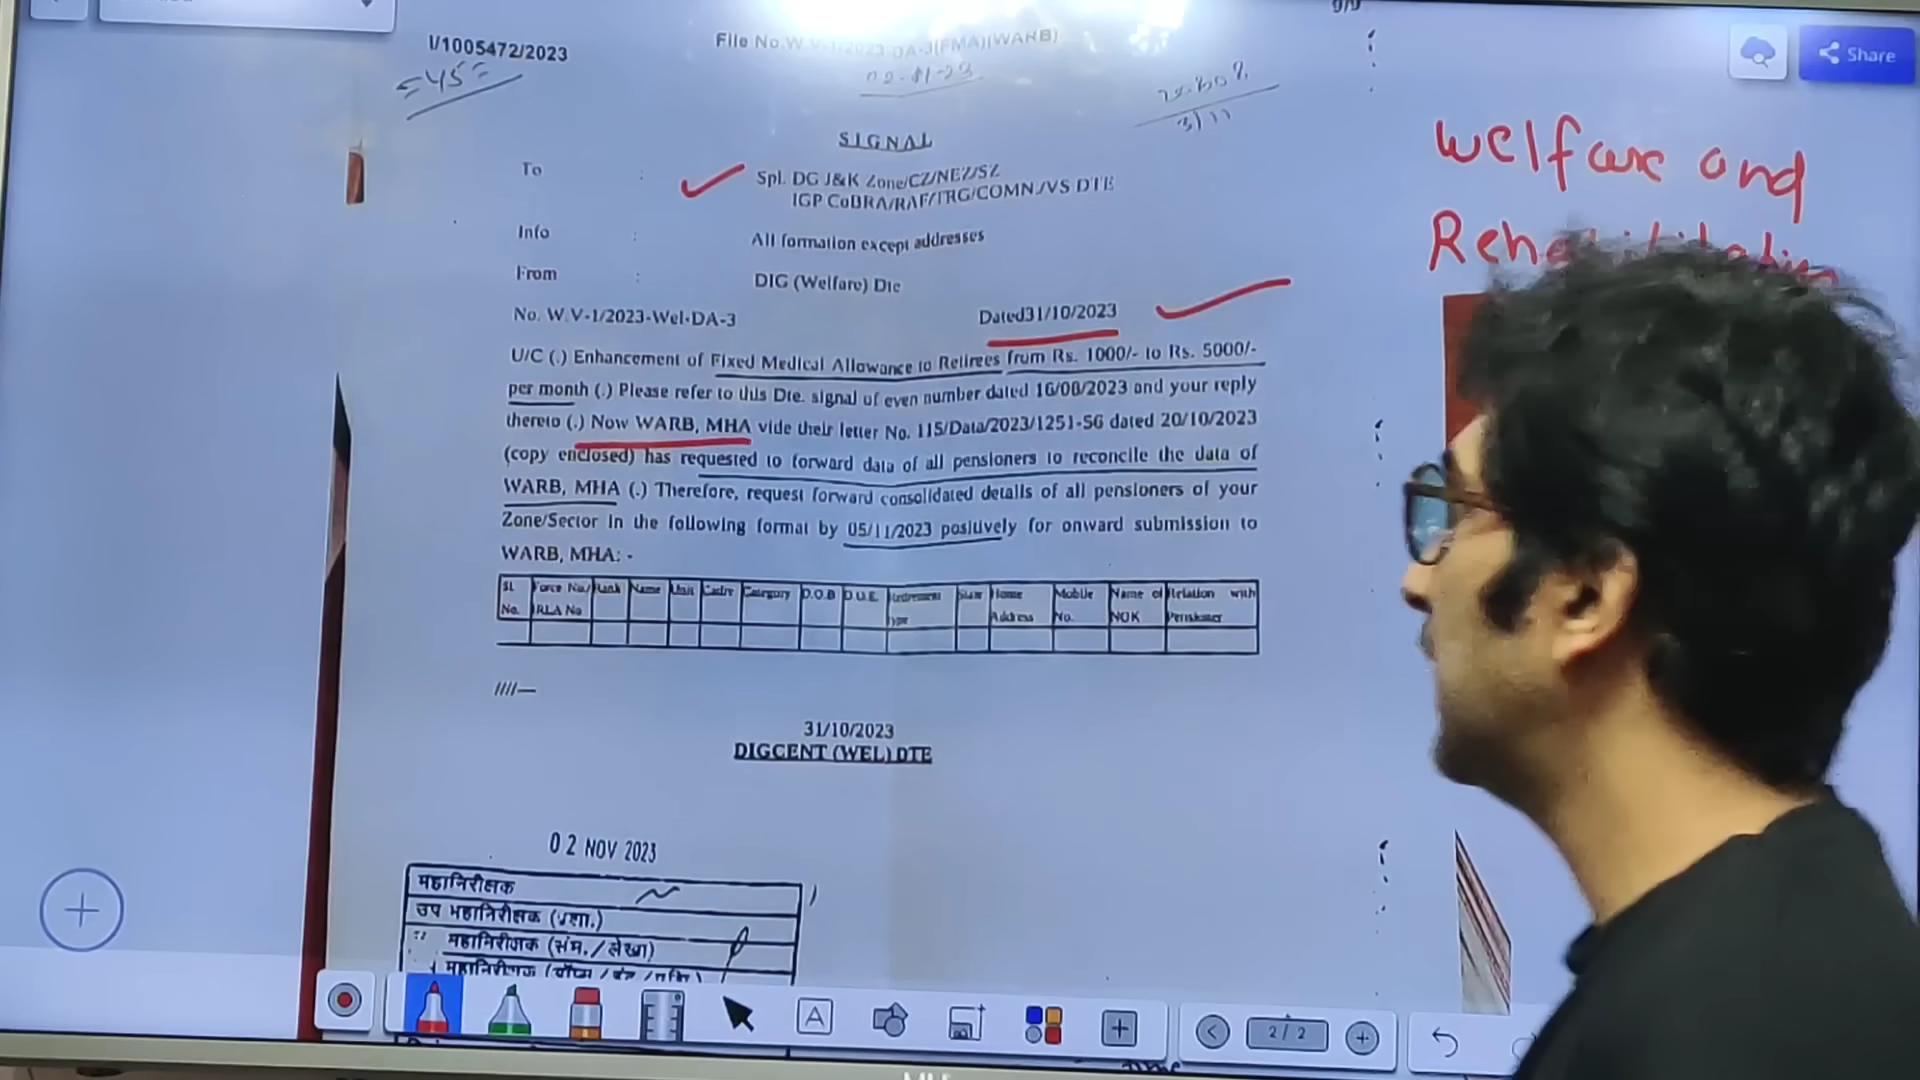 I/1005472/2023
File No.W.V-1/2023-DA-3(FMA)(WARB)
Share
SIGNAL
welfare and
To : Spl. DG J&K Zone/CZ/NEZ/SZ
IGP CoBRA/RAF/TRG/COMN./VS DTE
Info : All formation except addresses
From : DIG (Welfare) Dte
No. W.V-1/2023-Wel-DA-3 Dated31/10/2023
U/C (.) Enhancement of Fixed Medical Allowance to Retirees from Rs. 1000/- to Rs. 5000/-
per month (.) Please refer to this Dte. signal of even number dated 16/08/2023 and your reply
thereto (.) Now WARB, MHA vide their letter No. 115/Data/2023/1251-56 dated 20/10/2023
(copy enclosed) has requested to forward data of all pensioners to reconcile the data of
WARB, MHA (.) Therefore, request forward consolidated details of all pensioners of your
Zone/Sector in the following format by 05/11/2023 positively for onward submission to
WARB, MHA: -
Sl. Force No./ Rank Name Unit Cadre Category D.O.B D.O.E. Retirement State Home Mobile Name of Relation with
No. IRLA No type Address No. NOK Pensioner
////—
31/10/2023
DIGCENT (WEL) DTE
02 NOV 2023
महानिरीक्षक
उप महानिरीक्षक (प्रशा.)
महानिरीक्षक (संम./लेखा)
A
2/2